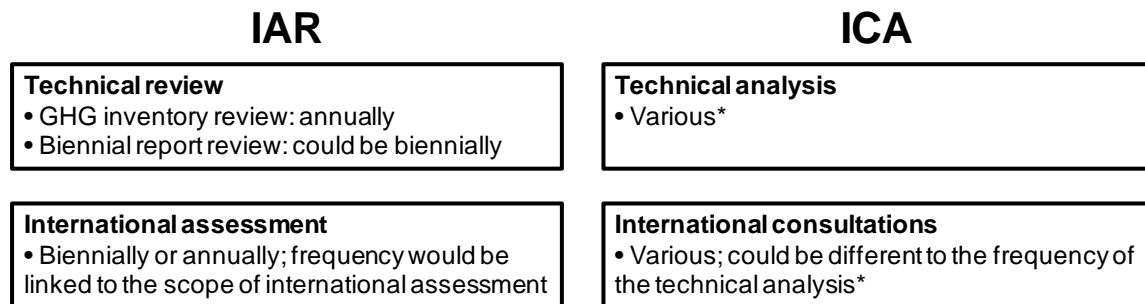 IAR
Technical review
• GHG inventory review: annually
• Biennial report review: could be biennially
International assessment
• Biennially or annually; frequency would be
linked to the scope of international assessment
ICA
Technical analysis
• Various*
International consultations
• Various; could be different to the frequency of
the technical analysis*